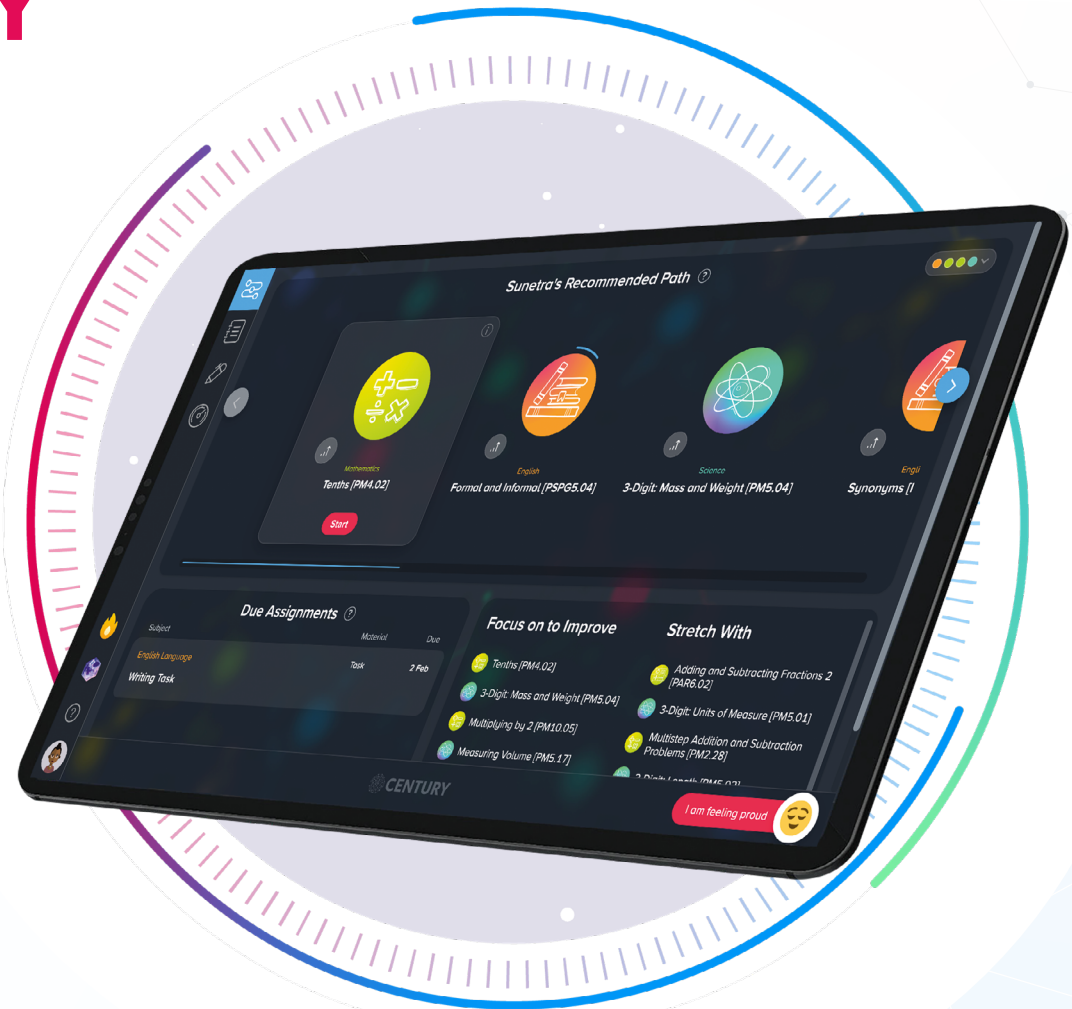 Y
Sunetra's Recommended Path ?
Mathematics
Tenths [PM4.02]
Start
English
Formal and Informal [PSPG5.04]
Science
3-Digit: Mass and Weight [PM5.04]
Engli
Synonyms [
Due Assignments ?
Subject Material Due
English Language
Writing Task Task 2 Feb
Focus on to Improve
Tenths [PM4.02]
3-Digit: Mass and Weight [PM5.04]
Multiplying by 2 [PM10.05]
Measuring Volume [PM5.17]
Stretch With
Adding and Subtracting Fractions 2
[PAR6.02]
3-Digit: Units of Measure [PM5.01]
Multistep Addition and Subtraction
Problems [PM2.28]
?
CENTURY
I am feeling proud